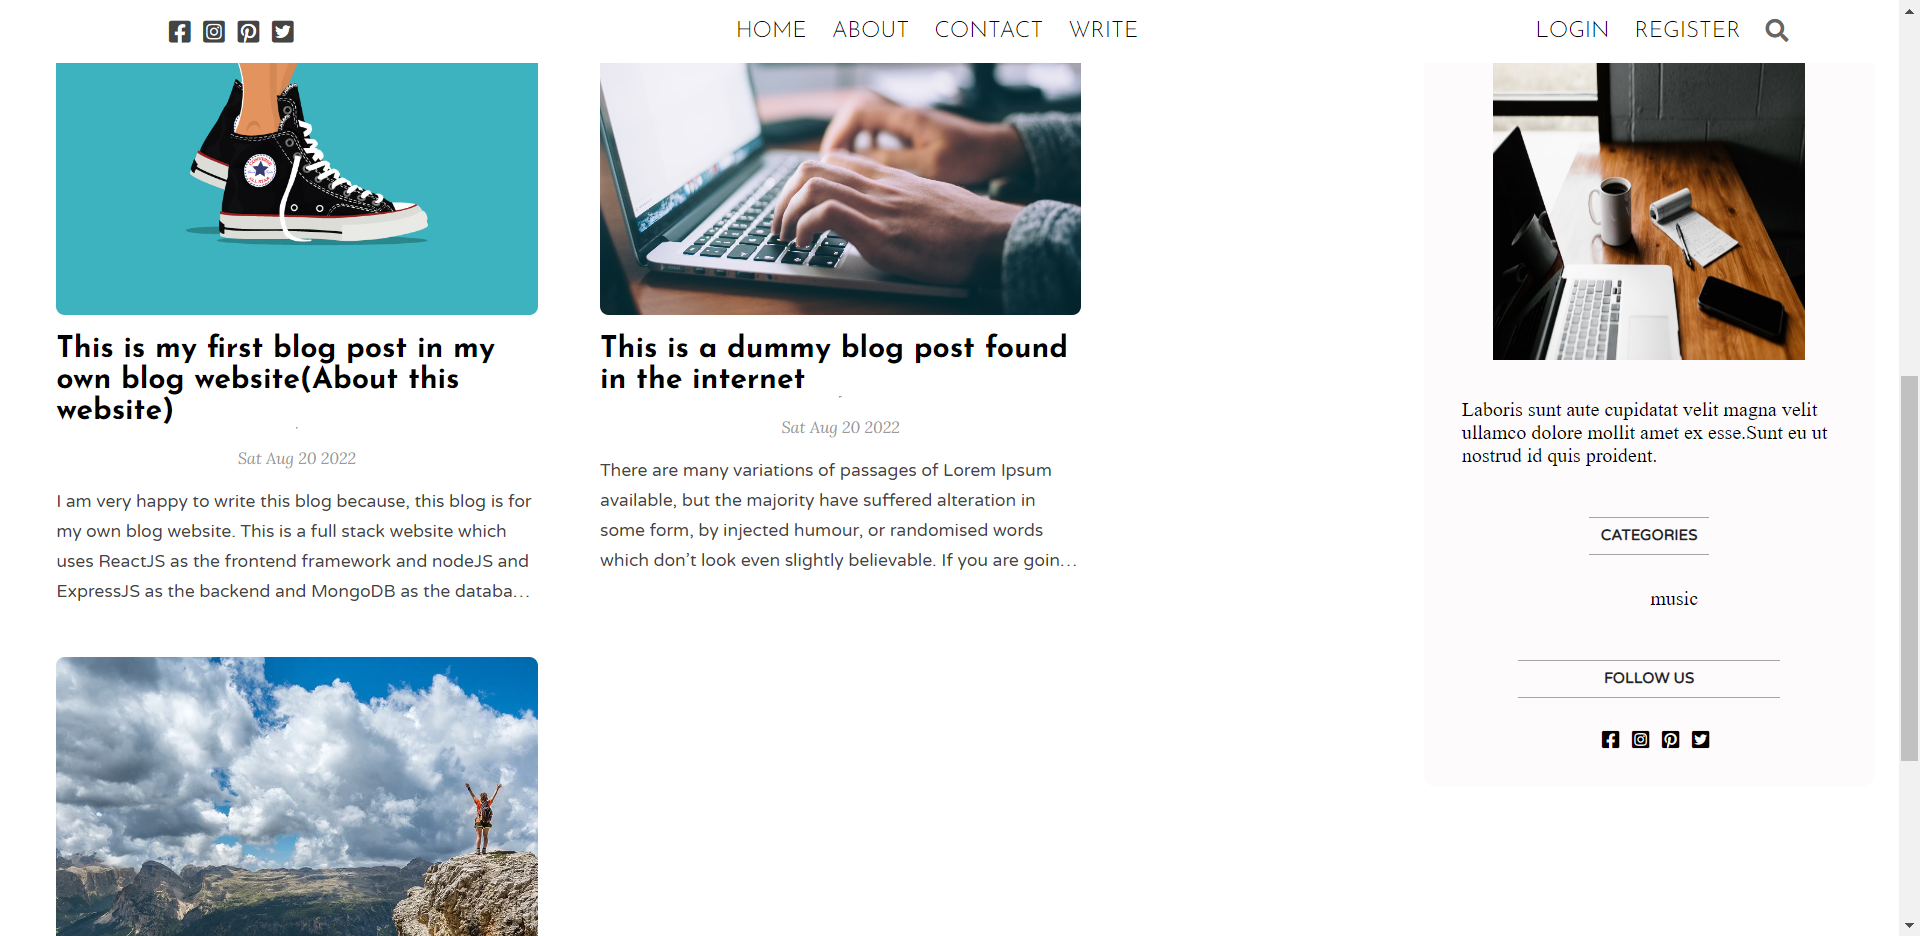 HOME ABOUT CONTACT WRITE
LOGIN REGISTER
This is my first blog post in my
own blog website(About this
website)
Sat Aug 20 2022
I am very happy to write this blog because, this blog is for
my own blog website. This is a full stack website which
uses ReactJS as the frontend framework and nodeJS and
ExpressJS as the backend and MongoDB as the databa…
This is a dummy blog post found
in the internet
Sat Aug 20 2022
There are many variations of passages of Lorem Ipsum
available, but the majority have suffered alteration in
some form, by injected humour, or randomised words
which don’t look even slightly believable. If you are goin…
Laboris sunt aute cupidatat velit magna velit
ullamco dolore mollit amet ex esse.Sunt eu ut
nostrud id quis proident.
CATEGORIES
music
FOLLOW US